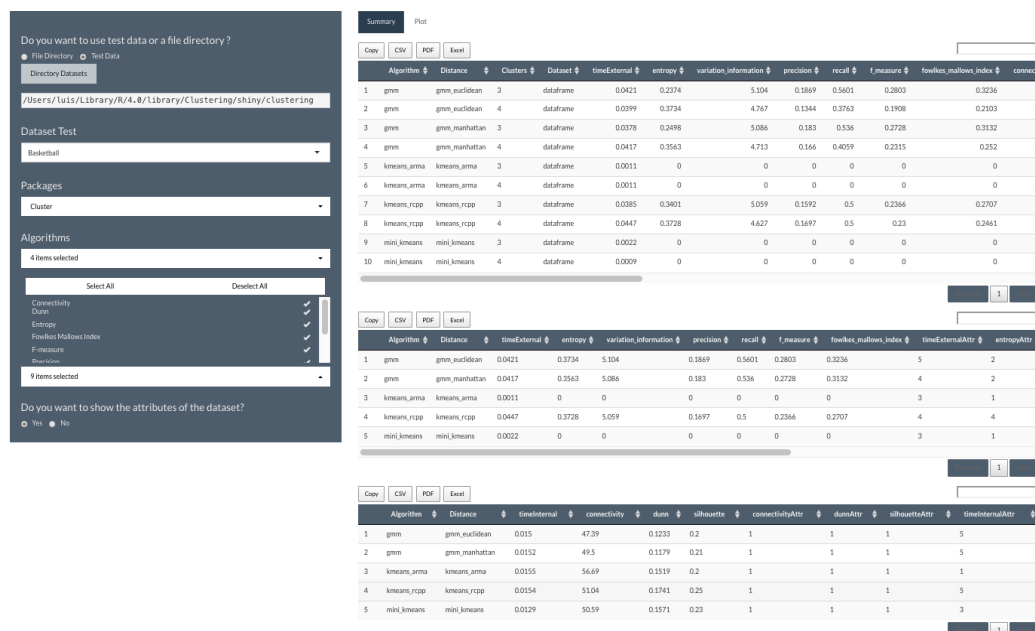 Do you want to use test data or a file directory ?
File Directory Test Data
Directory Datasets
/Users/luis/Library/R/4.0/library/Clustering/shiny/clustering
Dataset Test
Basketball
Packages
Cluster
Algorithms
4 items selected
Select All Deselect All
Connectivity
Dunn
Entropy
Fowlkes Mallows Index
F-measure
Precision
9 items selected
Do you want to show the attributes of the dataset?
Yes No
Summary Plot
Copy CSV PDF Excel
Algorithm Distance Clusters Dataset timeExternal entropy variation_information precision recall f_measure fowlkes_mallows_index connec
1 gmm gmm_euclidean 3 dataframe 0.0421 0.2374 5.104 0.1869 0.5601 0.2803 0.3236
2 gmm gmm_euclidean 4 dataframe 0.0399 0.3734 4.767 0.1344 0.3763 0.1908 0.2103
3 gmm gmm_manhattan 3 dataframe 0.0378 0.2498 5.086 0.183 0.536 0.2728 0.3132
4 gmm gmm_manhattan 4 dataframe 0.0417 0.3563 4.713 0.166 0.4059 0.2315 0.252
5 kmeans_arma kmeans_arma 3 dataframe 0.0011 0 0 0 0 0 0
6 kmeans_arma kmeans_arma 4 dataframe 0.0011 0 0 0 0 0 0
7 kmeans_rcpp kmeans_rcpp 3 dataframe 0.0385 0.3401 5.059 0.1592 0.5 0.2366 0.2707
8 kmeans_rcpp kmeans_rcpp 4 dataframe 0.0447 0.3728 4.627 0.1697 0.5 0.23 0.2461
9 mini_kmeans mini_kmeans 3 dataframe 0.0022 0 0 0 0 0 0
10 mini_kmeans mini_kmeans 4 dataframe 0.0009 0 0 0 0 0 0
1
Copy CSV PDF Excel
Algorithm Distance timeExternal entropy variation_information precision recall f_measure fowlkes_mallows_index timeExternalAttr entropyAttr
1 gmm gmm_euclidean 0.0421 0.3734 5.104 0.1869 0.5601 0.2803 0.3236 5 2
2 gmm gmm_manhattan 0.0417 0.3563 5.086 0.183 0.536 0.2728 0.3132 4 2
3 kmeans_arma kmeans_arma 0.0011 0 0 0 0 0 0 3 1
4 kmeans_rcpp kmeans_rcpp 0.0447 0.3728 5.059 0.1697 0.5 0.2366 0.2707 4 4
5 mini_kmeans mini_kmeans 0.0022 0 0 0 0 0 0 3 1
1
Copy CSV PDF Excel
Algorithm Distance timeInternal connectivity dunn silhouette connectivityAttr dunnAttr silhouetteAttr timeInternalAttr
1 gmm gmm_euclidean 0.015 47.39 0.1233 0.2 1 1 1 5
2 gmm gmm_manhattan 0.0152 49.5 0.1179 0.21 1 1 1 5
3 kmeans_arma kmeans_arma 0.0155 56.69 0.1519 0.2 1 1 1 1
4 kmeans_rcpp kmeans_rcpp 0.0154 51.04 0.1741 0.25 1 1 1 5
5 mini_kmeans mini_kmeans 0.0129 50.59 0.1571 0.23 1 1 1 3
1